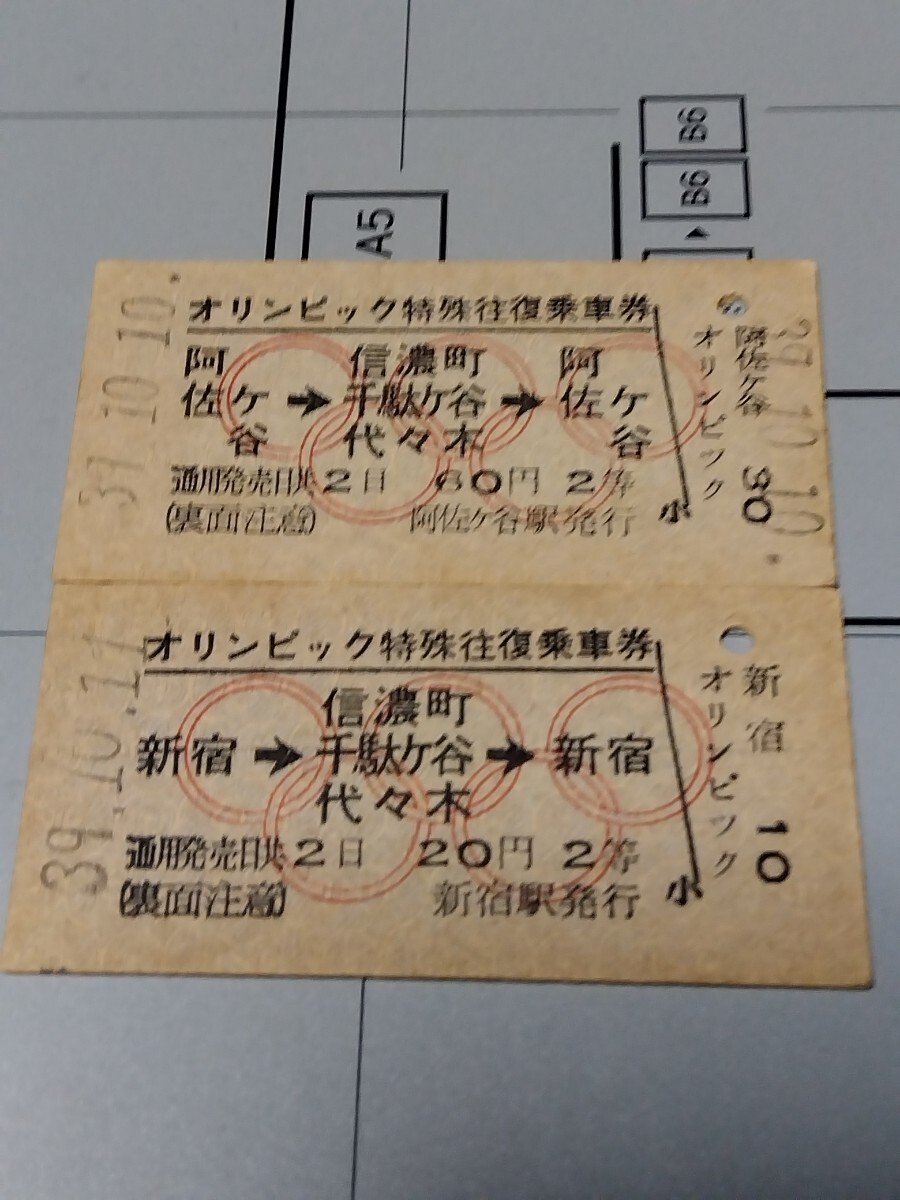 A5
B6
B6
39.10.10.
オリンピック特殊往復乗車券
阿佐ケ谷➔信濃町 千駄ケ谷 代々木➔阿佐ケ谷
通用発売日共2日 60円 2等
(裏面注意) 阿佐ケ谷駅発行
小
阿佐ケ谷
オリンピック
30
39.10.11
オリンピック特殊往復乗車券
新宿➔信濃町 千駄ケ谷 代々木➔新宿
通用発売日共2日 20円 2等
(裏面注意) 新宿駅発行
小
新宿
オリンピック
10